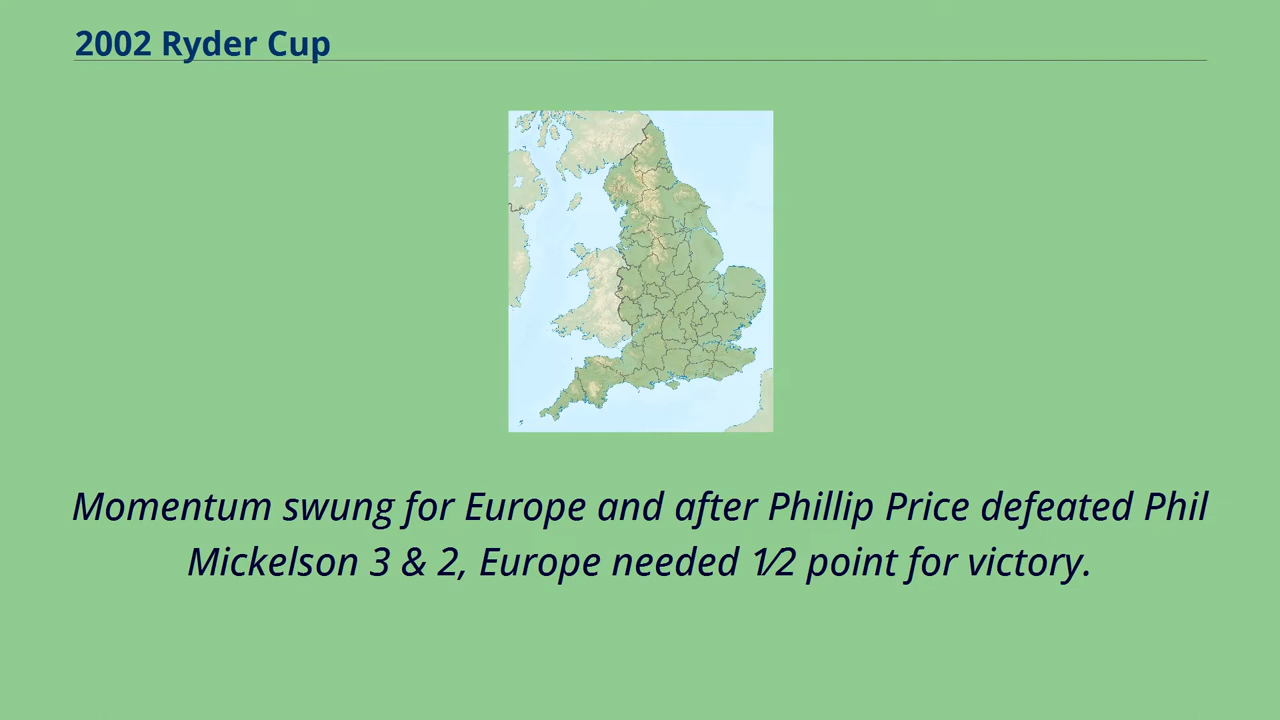 2002 Ryder Cup
Momentum swung for Europe and after Phillip Price defeated Phil
Mickelson 3 & 2, Europe needed 1⁄2 point for victory.